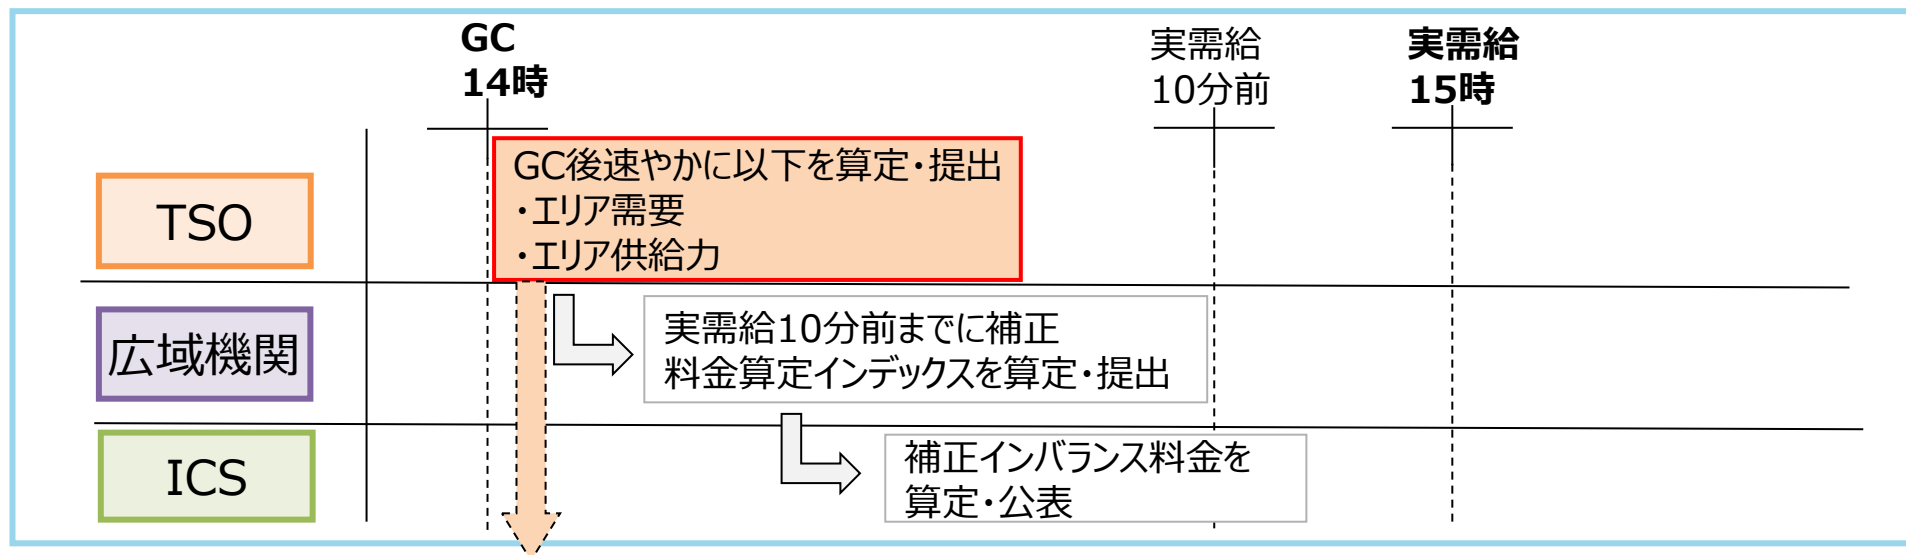 GC
14時
実需給
10分前
実需給
15時
TSO
GC後速やかに以下を算定・提出
・エリア需要
・エリア供給力
広域機関
実需給10分前までに補正
料金算定インデックスを算定・提出
ICS
補正インバランス料金を
算定・公表